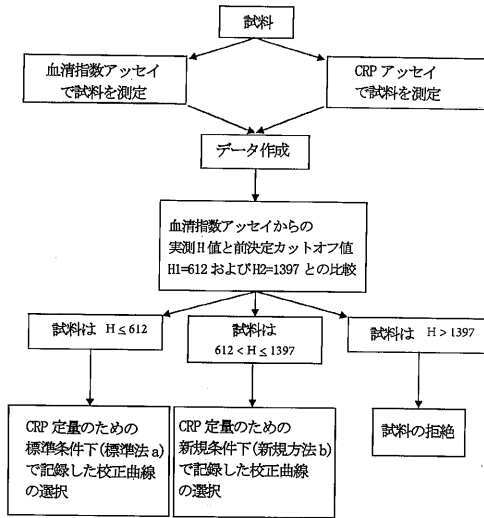 試料
血清指数アッセイ
で試料を測定
CRP アッセイ
で試料を測定
データ作成
血清指数アッセイからの
実測 H 値と前決定カットオフ値
H1=612 およびH2=1397 との比較
試料は H ≤ 612
試料は
612 < H ≤ 1397
試料は H > 1397
CRP 定量のための
標準条件下(標準法 a)
で記録した校正曲線
の選択
CRP 定量のための
新規条件下(新規方法 b)
で記録した校正曲線
の選択
試料の拒絶